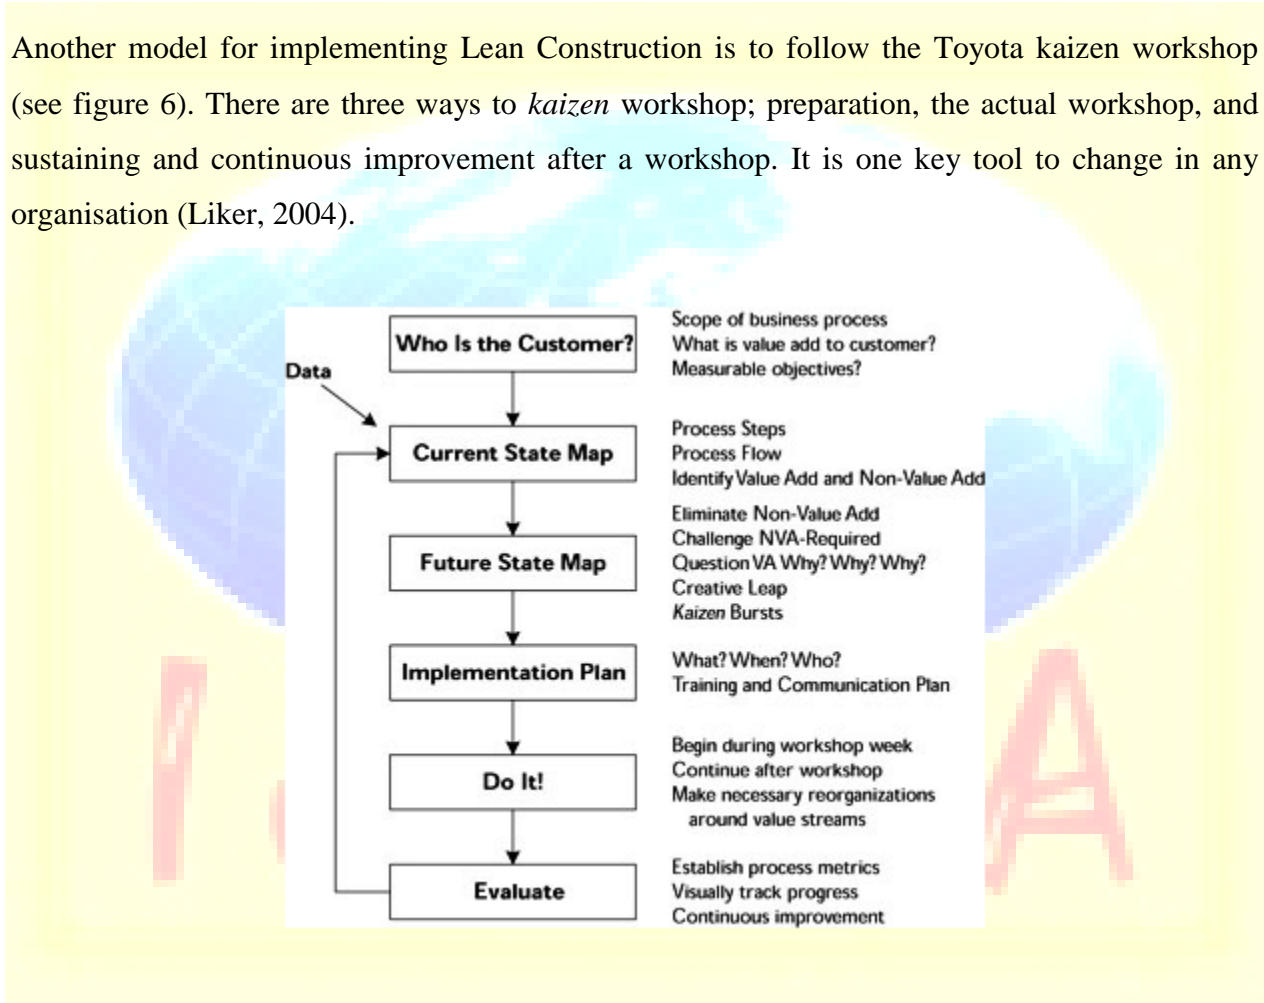 Another model for implementing Lean Construction is to follow the Toyota kaizen workshop
(see figure 6). There are three ways to kaizen workshop; preparation, the actual workshop, and
sustaining and continuous improvement after a workshop. It is one key tool to change in any
organisation (Liker, 2004).
Who Is the Customer?
Scope of business process
What is value add to customer?
Measurable objectives?
Data
Current State Map
Process Steps
Process Flow
Identify Value Add and Non-Value Add
Future State Map
Eliminate Non-Value Add
Challenge NVA-Required
Question VA Why? Why? Why?
Creative Leap
Kaizen Bursts
Implementation Plan
What? When? Who?
Training and Communication Plan
Do It!
Begin during workshop week
Continue after workshop
Make necessary reorganizations
around value streams
Evaluate
Establish process metrics
Visually track progress
Continuous improvement